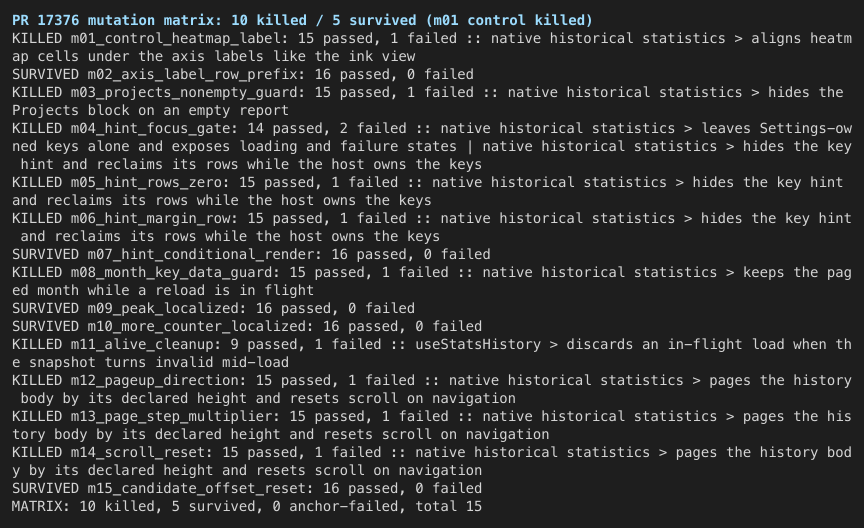 PR 17376 mutation matrix: 10 killed / 5 survived (m01 control killed)
KILLED m01_control_heatmap_label: 15 passed, 1 failed :: native historical statistics > aligns heatm
ap cells under the axis labels like the ink view
SURVIVED m02_axis_label_row_prefix: 16 passed, 0 failed
KILLED m03_projects_nonempty_guard: 15 passed, 1 failed :: native historical statistics > hides the
Projects block on an empty report
KILLED m04_hint_focus_gate: 14 passed, 2 failed :: native historical statistics > leaves Settings-ow
ned keys alone and exposes loading and failure states | native historical statistics > hides the key
 hint and reclaims its rows while the host owns the keys
KILLED m05_hint_rows_zero: 15 passed, 1 failed :: native historical statistics > hides the key hint
and reclaims its rows while the host owns the keys
KILLED m06_hint_margin_row: 15 passed, 1 failed :: native historical statistics > hides the key hint
 and reclaims its rows while the host owns the keys
SURVIVED m07_hint_conditional_render: 16 passed, 0 failed
KILLED m08_month_key_data_guard: 15 passed, 1 failed :: native historical statistics > keeps the pag
ed month while a reload is in flight
SURVIVED m09_peak_localized: 16 passed, 0 failed
SURVIVED m10_more_counter_localized: 16 passed, 0 failed
KILLED m11_alive_cleanup: 9 passed, 1 failed :: useStatsHistory > discards an in-flight load when th
e snapshot turns invalid mid-load
KILLED m12_pageup_direction: 15 passed, 1 failed :: native historical statistics > pages the history
 body by its declared height and resets scroll on navigation
KILLED m13_page_step_multiplier: 15 passed, 1 failed :: native historical statistics > pages the his
tory body by its declared height and resets scroll on navigation
KILLED m14_scroll_reset: 15 passed, 1 failed :: native historical statistics > pages the history bod
y by its declared height and resets scroll on navigation
SURVIVED m15_candidate_offset_reset: 16 passed, 0 failed
MATRIX: 10 killed, 5 survived, 0 anchor-failed, total 15